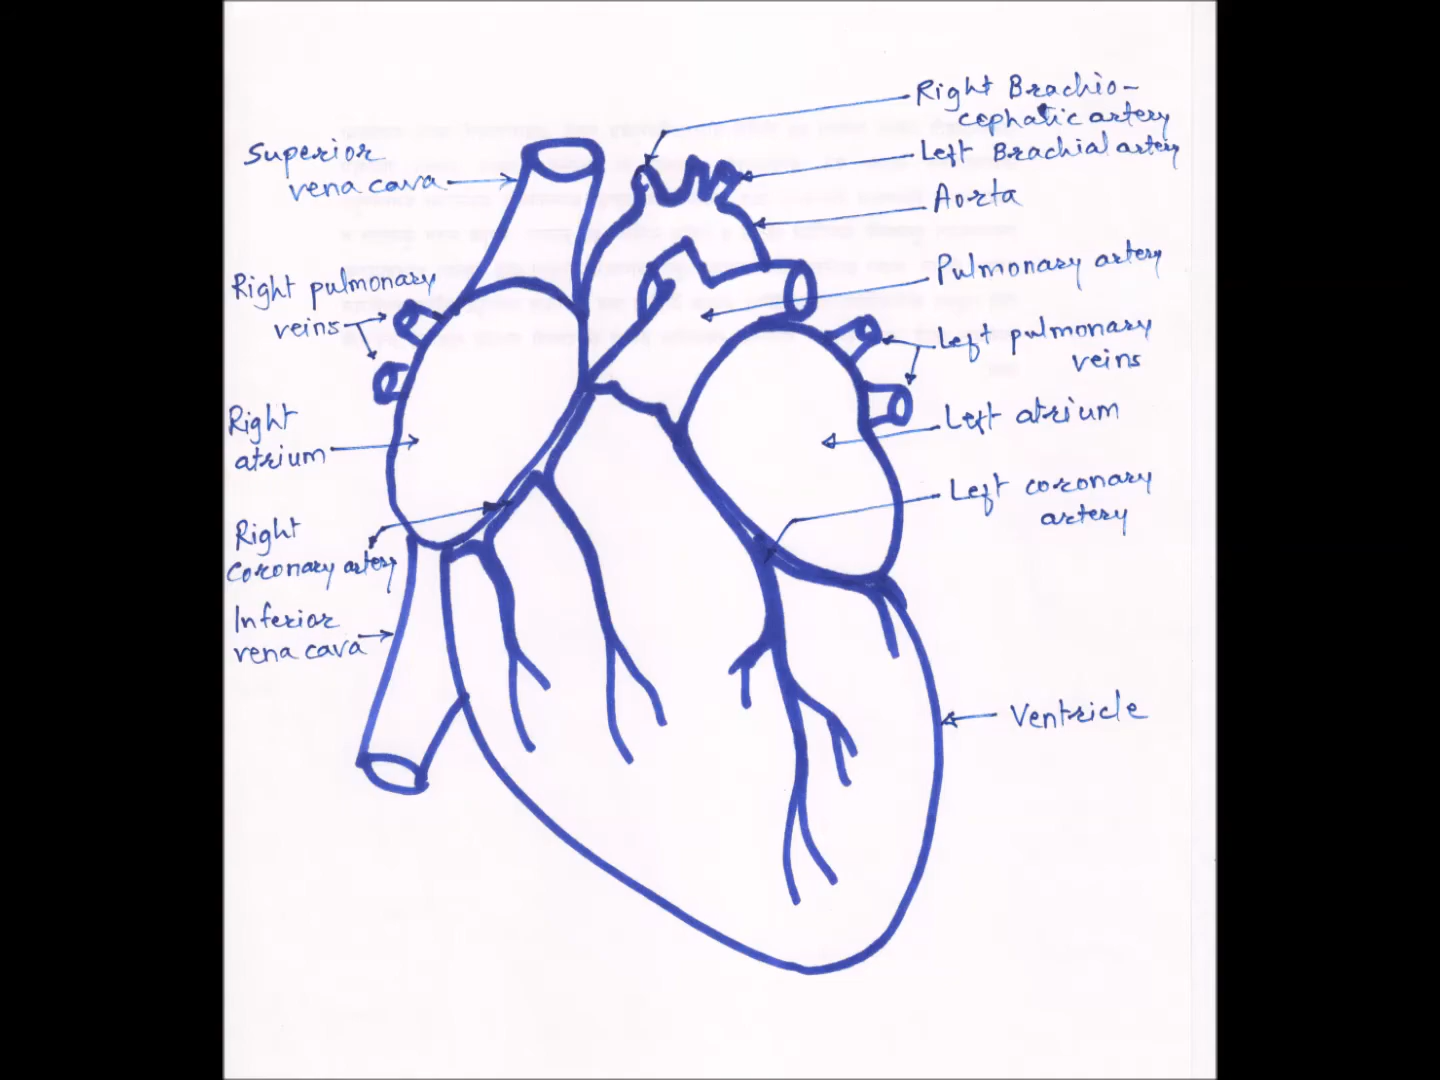 Right Brachio-
cephatic artery
Left Brachial artery
Superior
vena cava
Aorta
Pulmonary artery
Right pulmonary
veins
Left pulmonary
veins
Right
atrium
Left atrium
Left coronary
artery
Right
coronary artery
Inferior
vena cava
Ventricle